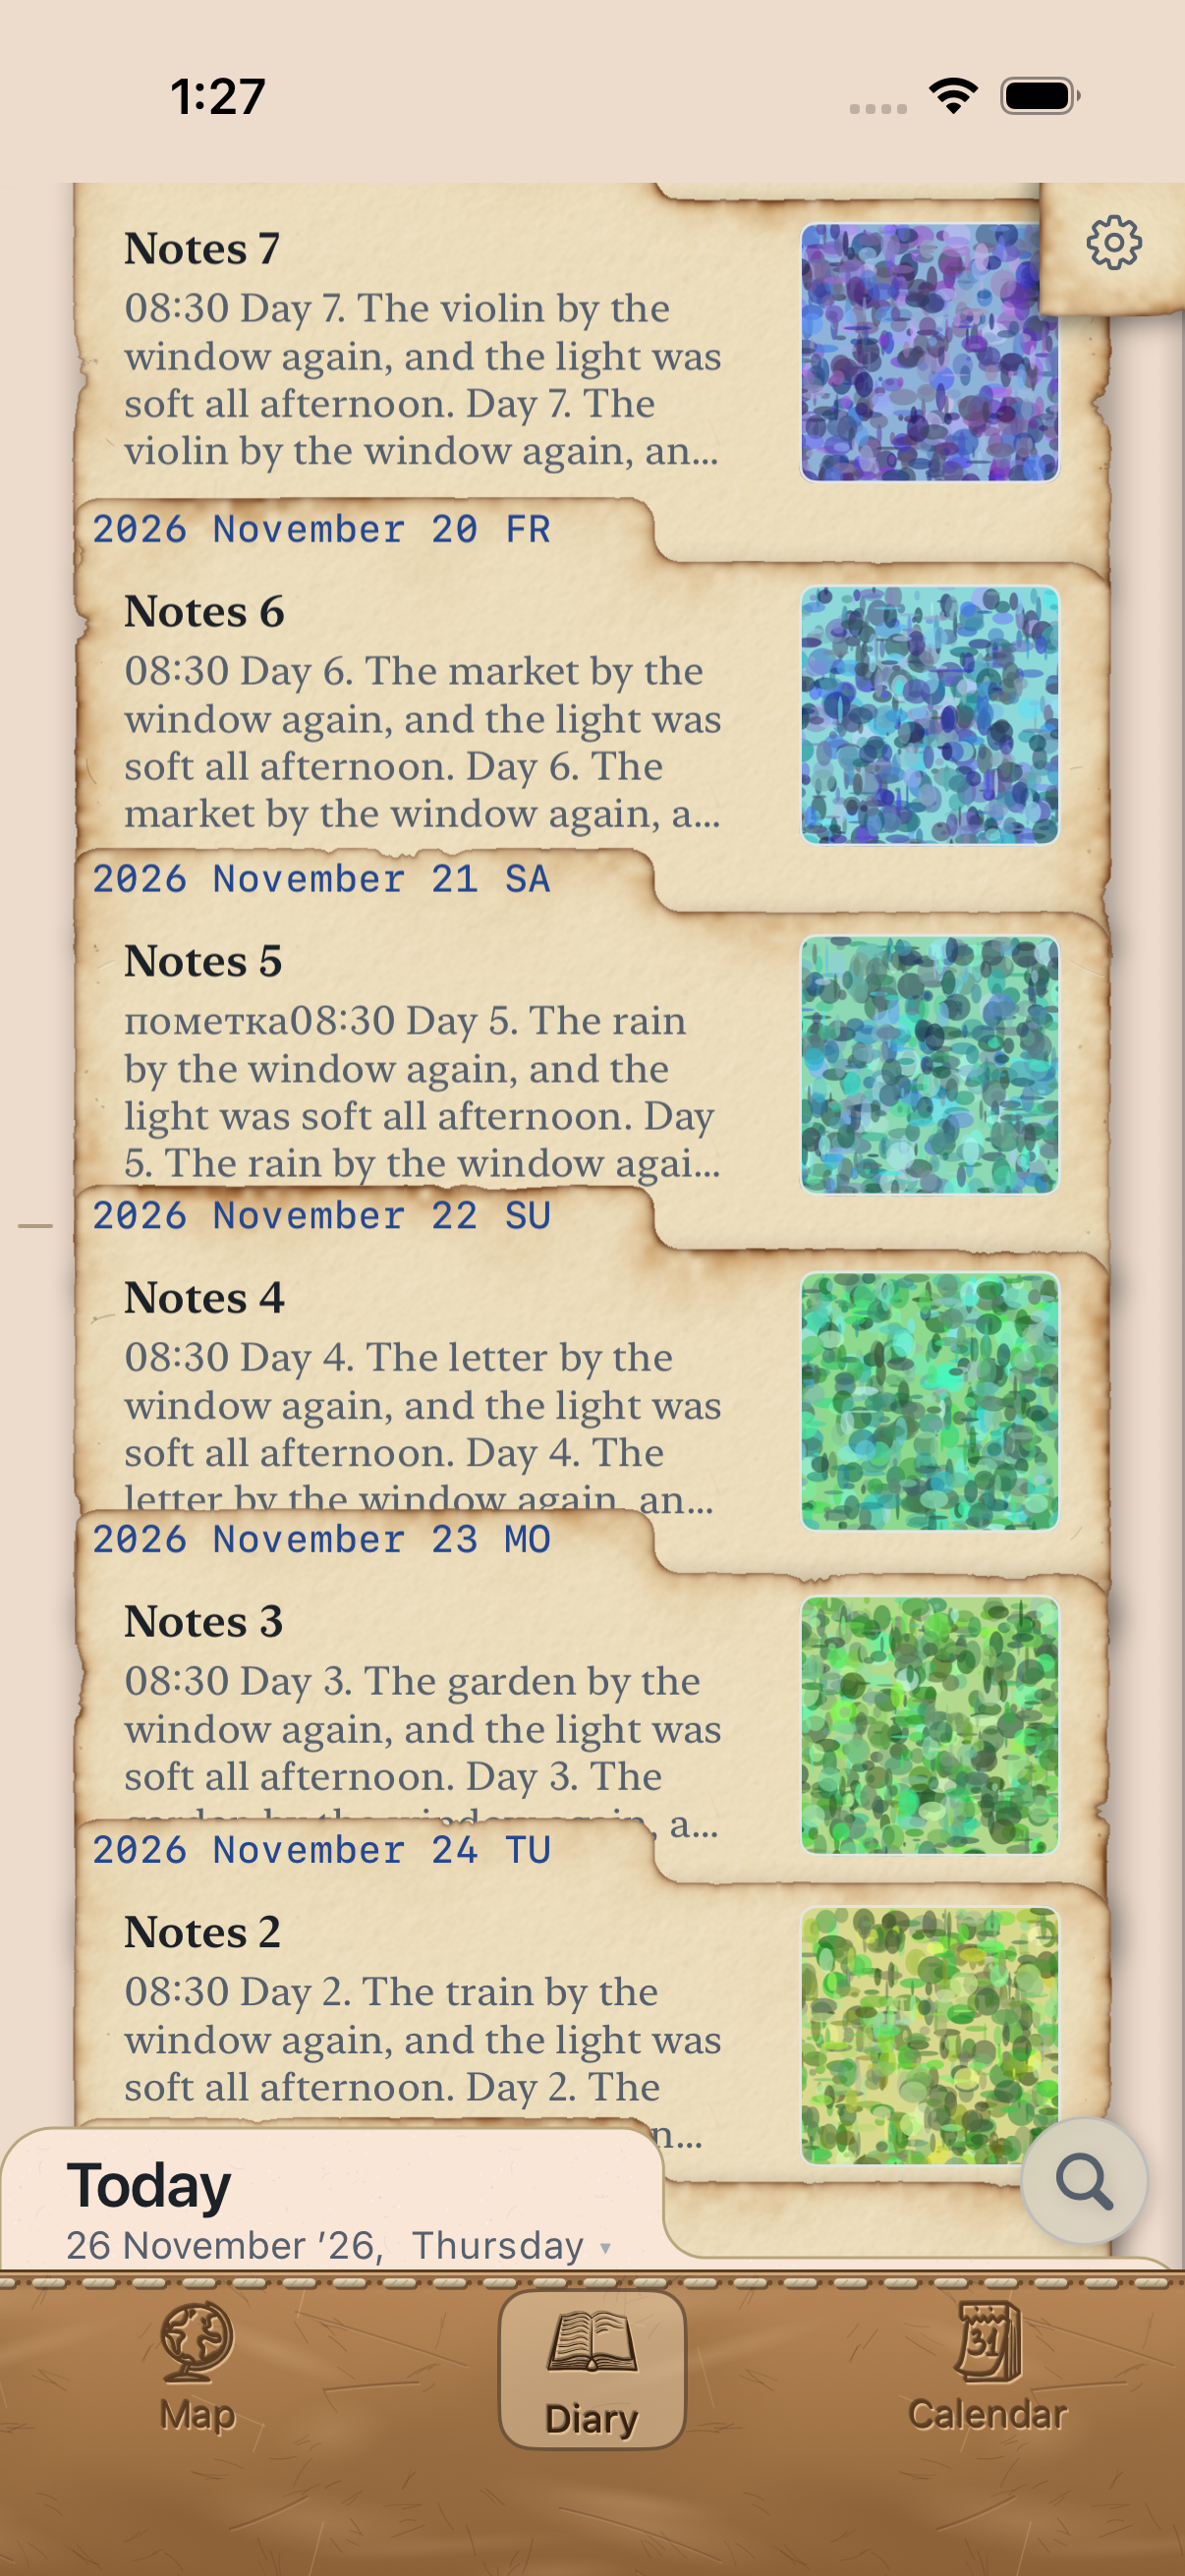 1:27
Notes 7
08:30 Day 7. The violin by the
window again, and the light was
soft all afternoon. Day 7. The
violin by the window again, an...
2026 November 20 FR
Notes 6
08:30 Day 6. The market by the
window again, and the light was
soft all afternoon. Day 6. The
market by the window again, a...
2026 November 21 SA
Notes 5
пометка08:30 Day 5. The rain
by the window again, and the
light was soft all afternoon. Day
5. The rain by the window agai...
2026 November 22 SU
Notes 4
08:30 Day 4. The letter by the
window again, and the light was
soft all afternoon. Day 4. The
letter by the window again, an...
2026 November 23 MO
Notes 3
08:30 Day 3. The garden by the
window again, and the light was
soft all afternoon. Day 3. The
garden by the window again, a...
2026 November 24 TU
Notes 2
08:30 Day 2. The train by the
window again, and the light was
soft all afternoon. Day 2. The
n...
Today
26 November '26, Thursday ▾
Map
Diary
31
Calendar